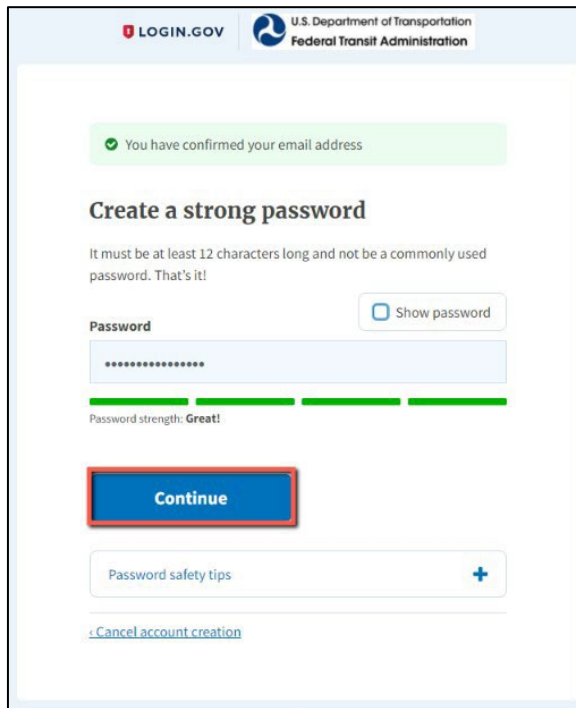 LOGIN.GOV
U.S. Department of Transportation
Federal Transit Administration
You have confirmed your email address
Create a strong password
It must be at least 12 characters long and not be a commonly used
password. That’s it!
Show password
Password
••••••••••••••••
Password strength: Great!
Continue
Password safety tips
‹ Cancel account creation